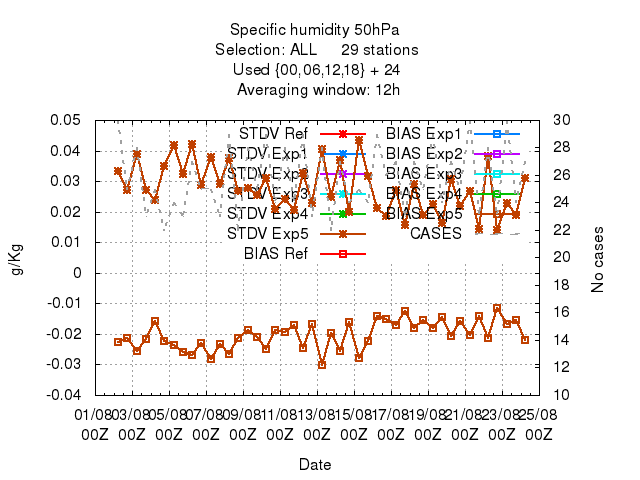 Specific humidity 50hPa
Selection: ALL 29 stations
Used {00,06,12,18} + 24
Averaging window: 12h
0.05
0.04
0.03
0.02
0.01
0
-0.01
-0.02
-0.03
-0.04
g/Kg
30
28
26
24
22
20
18
16
14
12
10
No cases
STDV Ref
STDV Exp1
STDV Exp2
STDV Exp3
STDV Exp4
STDV Exp5
BIAS Ref
BIAS Exp1
BIAS Exp2
BIAS Exp3
BIAS Exp4
BIAS Exp5
CASES
01/08 03/08 05/08 07/08 09/08 11/08 13/08 15/08 17/08 19/08 21/08 23/08 25/08
00Z 00Z 00Z 00Z 00Z 00Z 00Z 00Z 00Z 00Z 00Z 00Z 00Z
Date